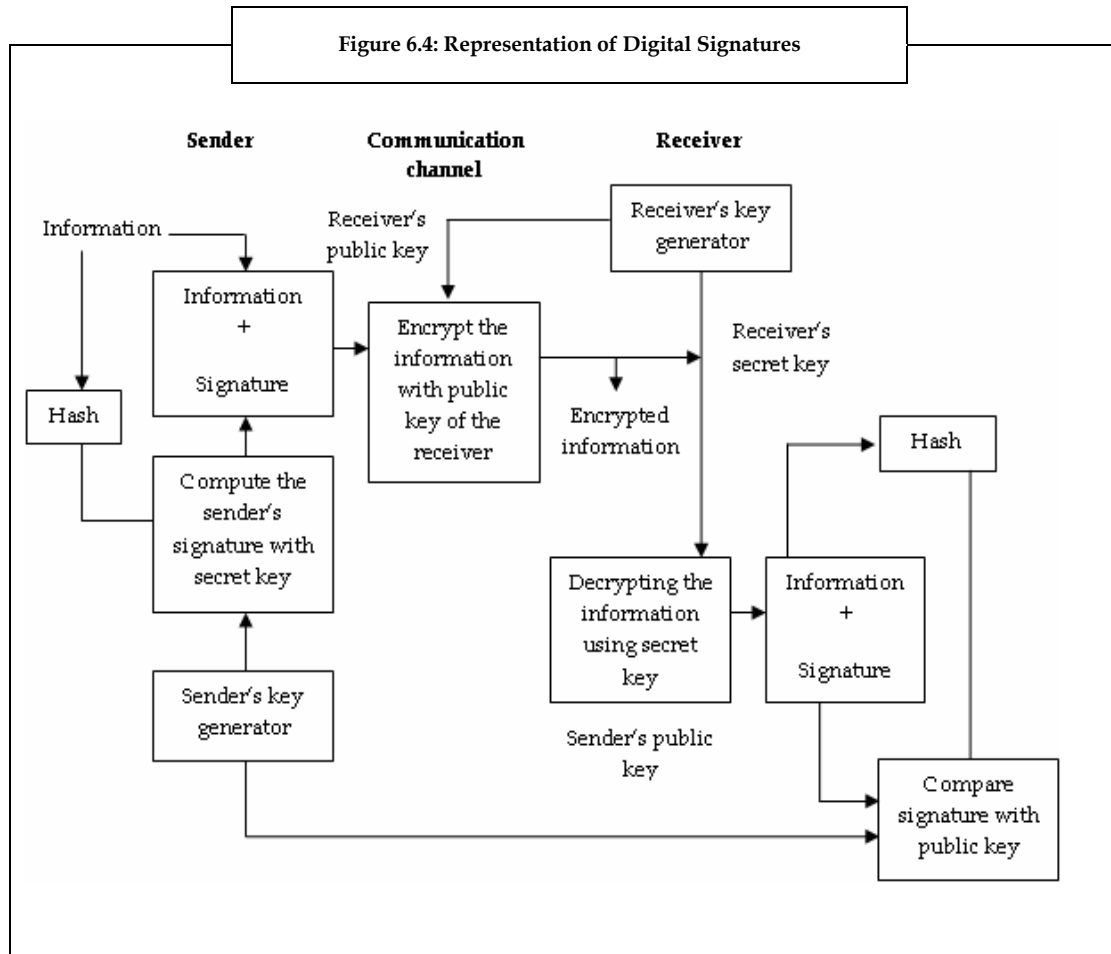 Figure 6.4: Representation of Digital Signatures
Sender
Communication
channel
Receiver
Information
Receiver's
public key
Receiver's key
generator
Information
+
Signature
Encrypt the
information
with public
key of the
receiver
Receiver's
secret key
Hash
Encrypted
information
Hash
Compute the
sender's
signature with
secret key
Decrypting the
information
using secret
key
Information
+
Signature
Sender's key
generator
Sender's public
key
Compare
signature with
public key